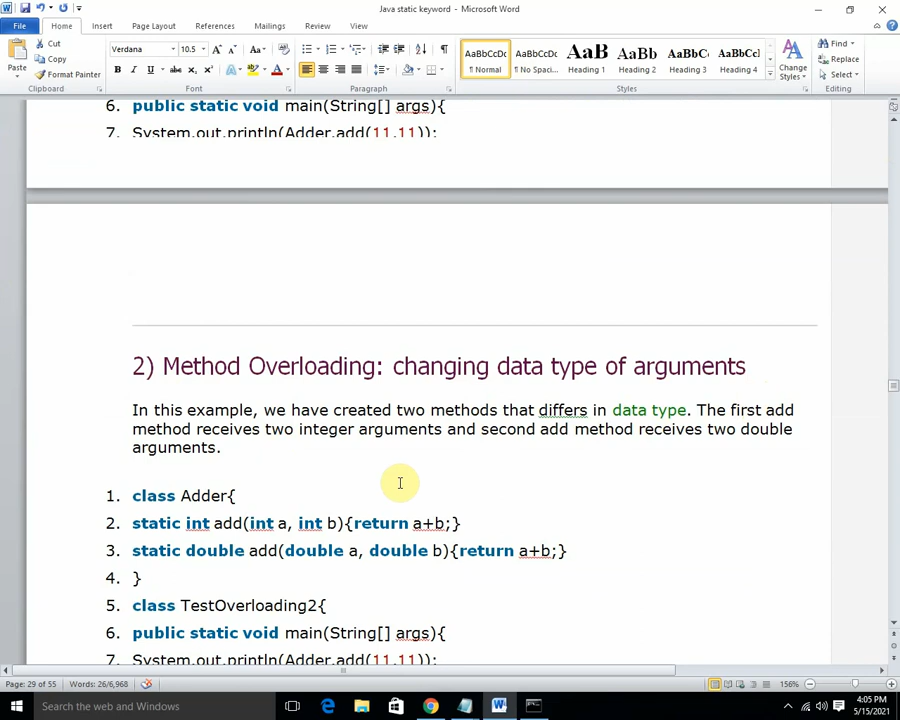 Java static keyword - Microsoft Word
File Home Insert Page Layout References Mailings Review View
Paste
Cut
Copy
Format Painter
Clipboard
Verdana 10.5
B I U abc x₂ x² A ab A
Font
Paragraph
AaBbCcDc AaBbCcDc AaB AaBb AaBbCc AaBbCc]
¶ Normal ¶ No Spaci... Heading 1 Heading 2 Heading 3 Heading 4
Change
Styles
Styles
Find
Replace
Select
Editing
6. public static void main(String[] args){
7. System.out.println(Adder.add(11,11));
2) Method Overloading: changing data type of arguments
In this example, we have created two methods that differs in data type. The first add
method receives two integer arguments and second add method receives two double
arguments.
1. class Adder{
2. static int add(int a, int b){return a+b;}
3. static double add(double a, double b){return a+b;}
4. }
5. class TestOverloading2{
6. public static void main(String[] args){
7. System.out.println(Adder.add(11,11));
Page: 29 of 55 Words: 26/6,968 156%
Search the web and Windows
4:05 PM
5/15/2021